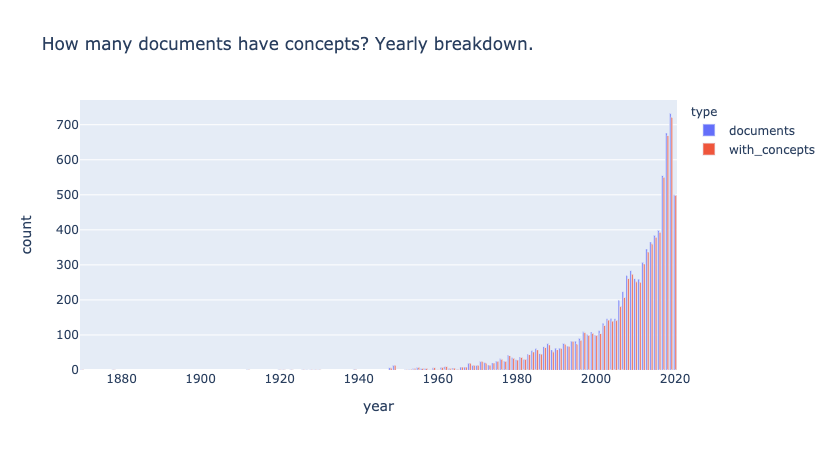 How many documents have concepts? Yearly breakdown.
type
documents
with_concepts
700
600
500
400
300
200
100
0
count
1880
1900
1920
1940
1960
1980
2000
2020
year